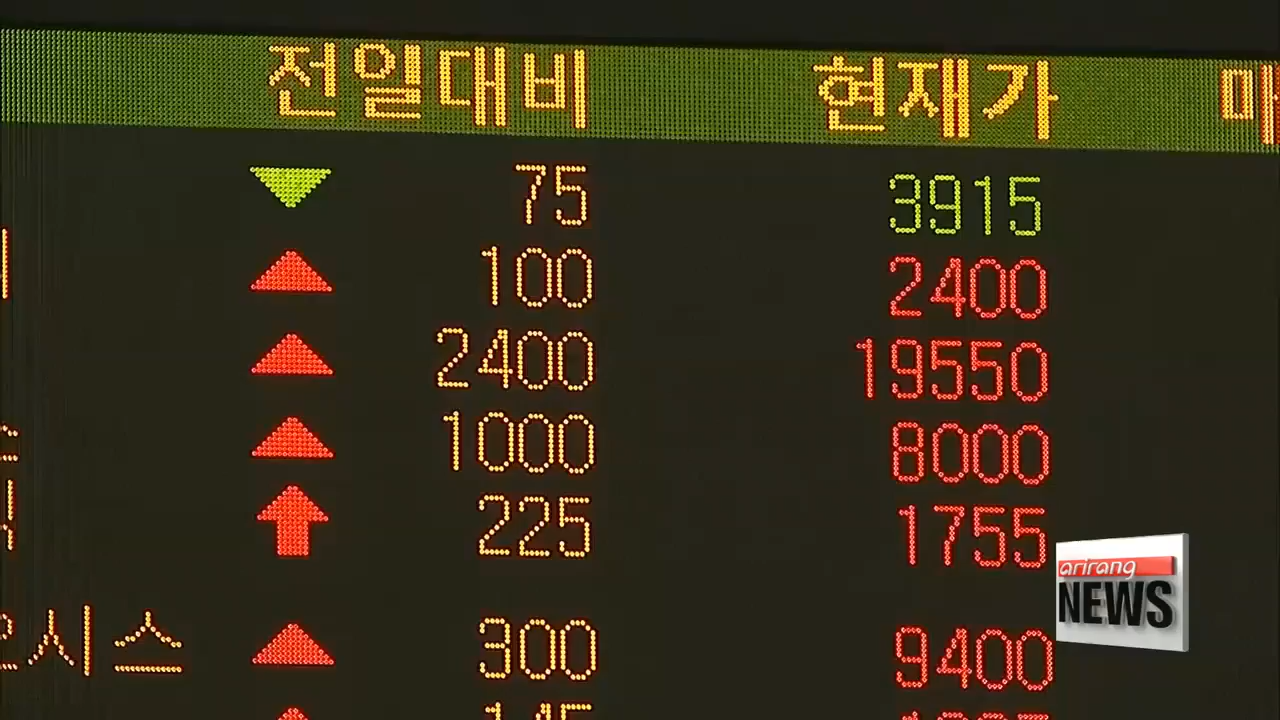 전일대비 현재가 매
▼ 75 3915
▲ 100 2400
▲ 2400 19550
▲ 1000 8000
⬆ 225 1755
시스 ▲ 300 9400
arirang
NEWS